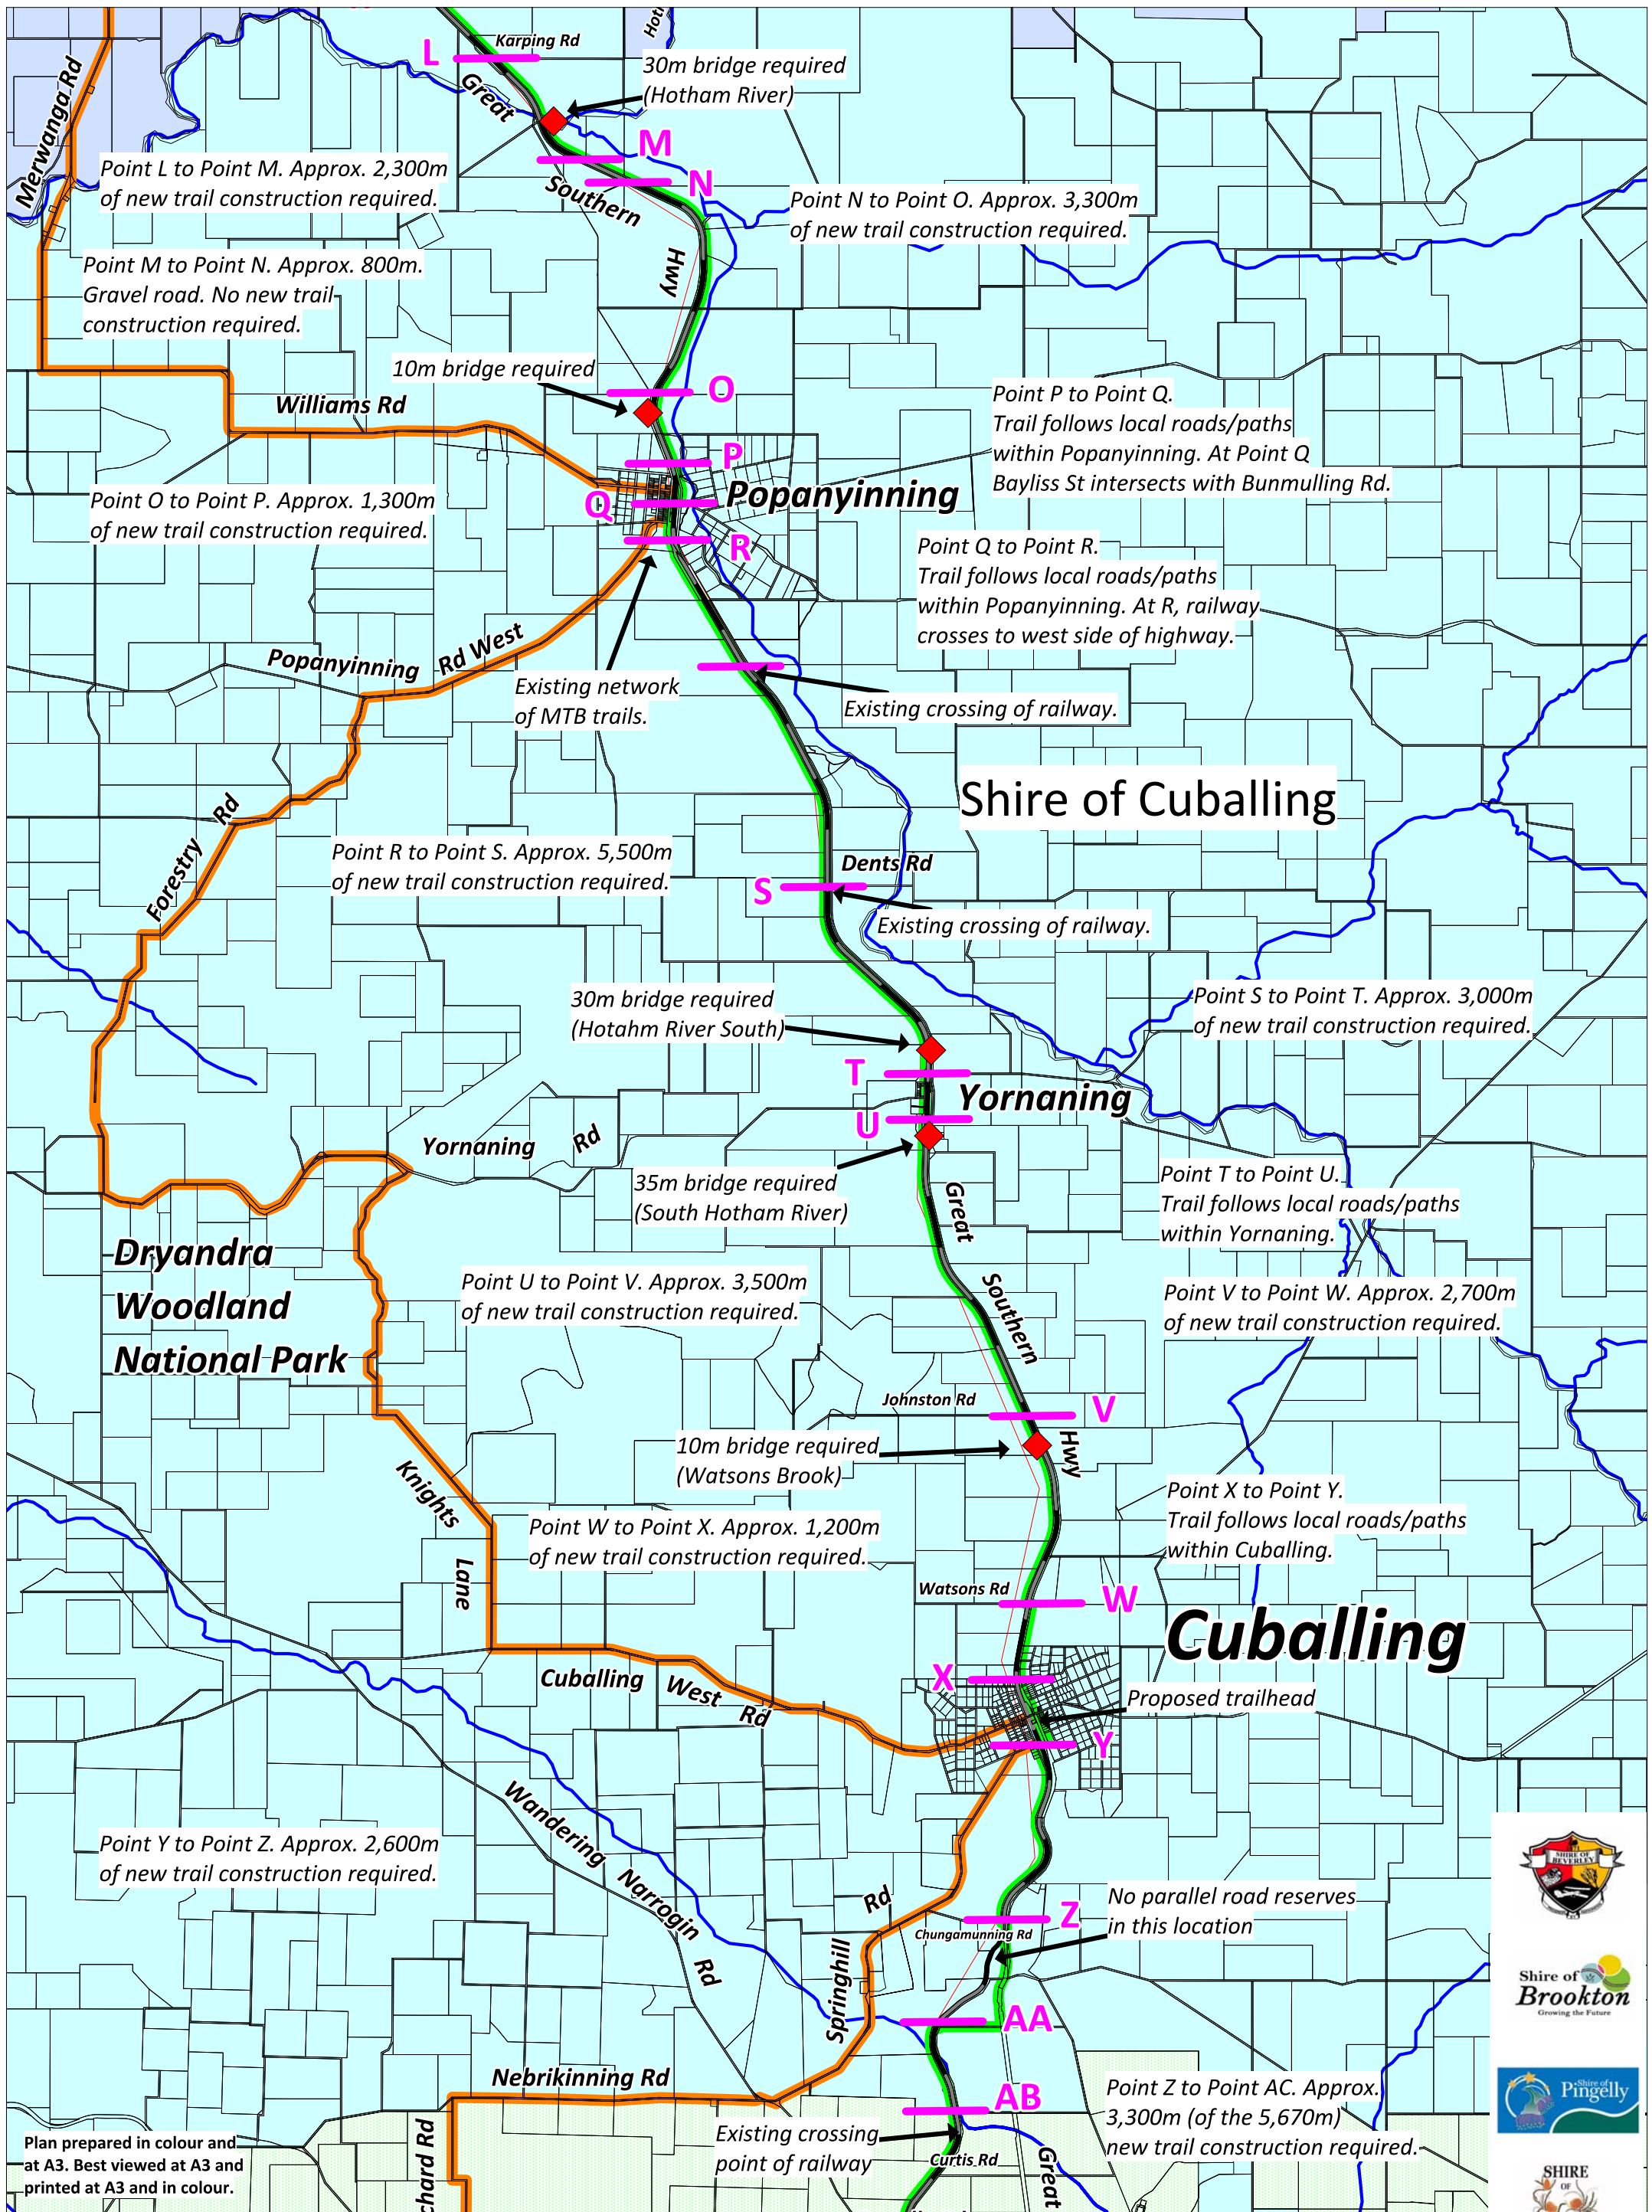 Karping Rd
L
30m bridge required
(Hotham River)
Great
Merwanga Rd
M
Point L to Point M. Approx. 2,300m
of new trail construction required.
N
Southern
Point N to Point O. Approx. 3,300m
of new trail construction required.
Hwy
Point M to Point N. Approx. 800m.
Gravel road. No new trail
construction required.
10m bridge required
O
Williams Rd
Point P to Point Q.
Trail follows local roads/paths
within Popanyinning. At Point Q
Bayliss St intersects with Bunmulling Rd.
P
Popanyinning
Point O to Point P. Approx. 1,300m
of new trail construction required.
Q
R
Point Q to Point R.
Trail follows local roads/paths
within Popanyinning. At R, railway
crosses to west side of highway.
Popanyinning Rd West
Existing network
of MTB trails.
Existing crossing of railway.
Shire of Cuballing
Forestry Rd
Point R to Point S. Approx. 5,500m
of new trail construction required.
Dents Rd
S
Existing crossing of railway.
30m bridge required
(Hotahm River South)
Point S to Point T. Approx. 3,000m
of new trail construction required.
T
Yornaning
U
Yornaning Rd
35m bridge required
(South Hotham River)
Point T to Point U.
Trail follows local roads/paths
within Yornaning.
Great
Dryandra
Woodland
National Park
Point U to Point V. Approx. 3,500m
of new trail construction required.
Southern
Point V to Point W. Approx. 2,700m
of new trail construction required.
Johnston Rd
V
10m bridge required
(Watsons Brook)
Hwy
Knights
Lane
Point X to Point Y.
Trail follows local roads/paths
within Cuballing.
Point W to Point X. Approx. 1,200m
of new trail construction required.
Watsons Rd
W
Cuballing
X
Cuballing West Rd
Proposed trailhead
Y
Wandering Narrogin Rd
Point Y to Point Z. Approx. 2,600m
of new trail construction required.
SHIRE OF
BEVERLEY
Springhill Rd
No parallel road reserves
in this location
Z
Chungamunning Rd
Shire of
Brookton
Growing the Future
AA
Nebrikinning Rd
AB
Shire of
Pingelly
Point Z to Point AC. Approx.
3,300m (of the 5,670m)
new trail construction required.
Existing crossing
point of railway
Curtis Rd
Great
chard Rd
Plan prepared in colour and
at A3. Best viewed at A3 and
printed at A3 and in colour.
SHIRE
OF